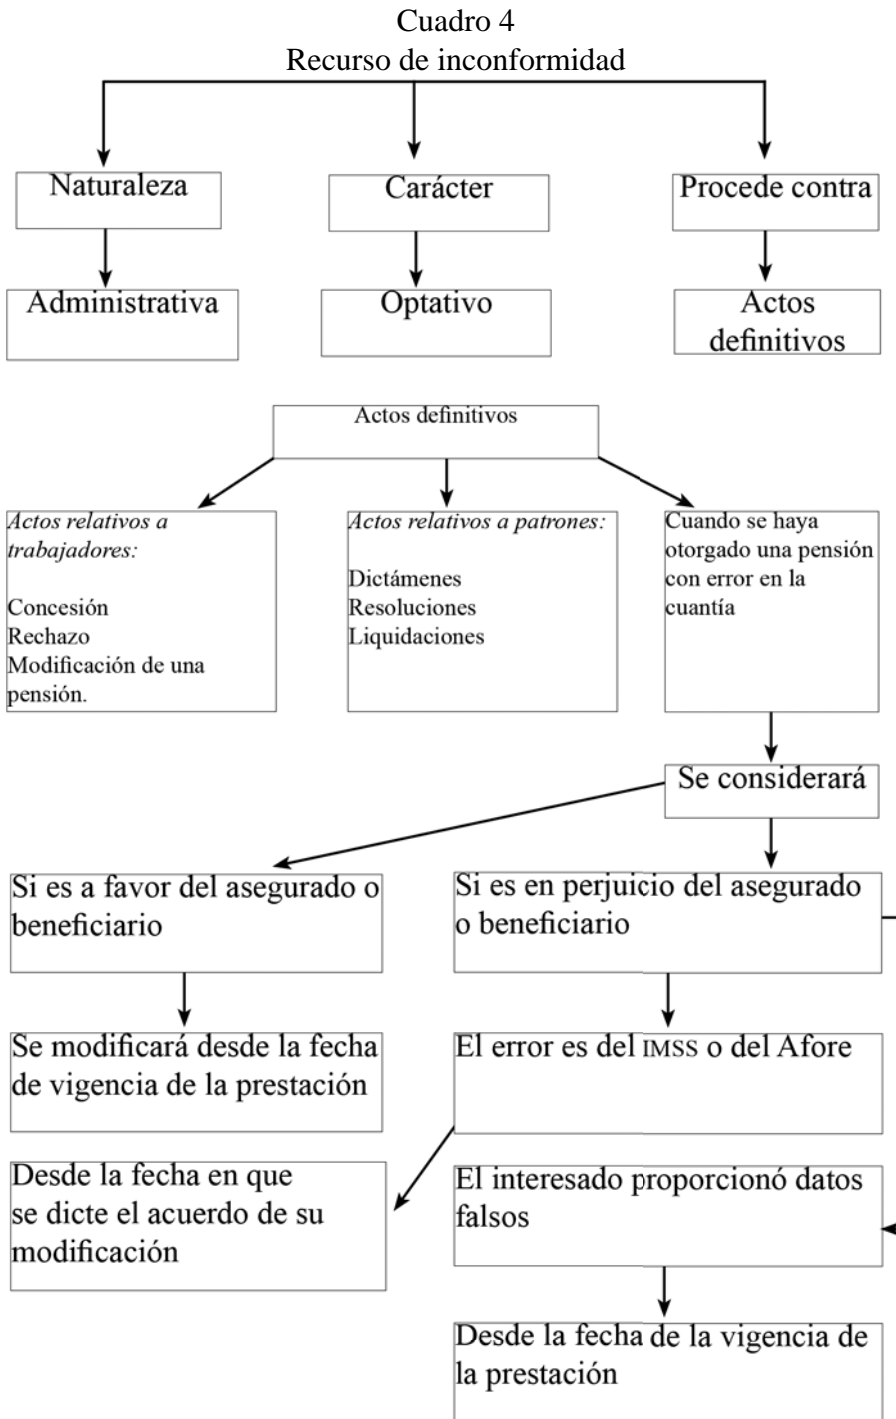 Cuadro 4
Recurso de inconformidad
Naturaleza
Carácter
Procede contra
Administrativa
Optativo
Actos
definitivos
Actos definitivos
Actos relativos a
trabajadores:
Concesión
Rechazo
Modificación de una
pensión.
Actos relativos a patrones:
Dictámenes
Resoluciones
Liquidaciones
Cuando se haya
otorgado una pensión
con error en la
cuantía
Se considerará
Si es a favor del asegurado o
beneficiario
Si es en perjuicio del asegurado
o beneficiario
Se modificará desde la fecha
de vigencia de la prestación
El error es del IMSS o del Afore
Desde la fecha en que
se dicte el acuerdo de su
modificación
El interesado proporcionó datos
falsos
Desde la fecha de la vigencia de
la prestación